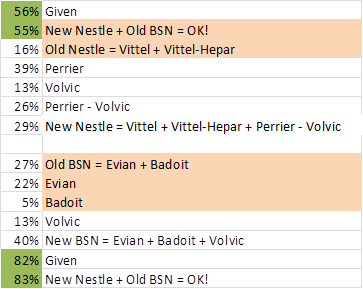 56% Given
55% New Nestle + Old BSN = OK!
16% Old Nestle = Vittel + Vittel-Hepar
39% Perrier
13% Volvic
26% Perrier - Volvic
29% New Nestle = Vittel + Vittel-Hepar + Perrier - Volvic
27% Old BSN = Evian + Badoit
22% Evian
5% Badoit
13% Volvic
40% New BSN = Evian + Badoit + Volvic
82% Given
83% New Nestle + Old BSN = OK!